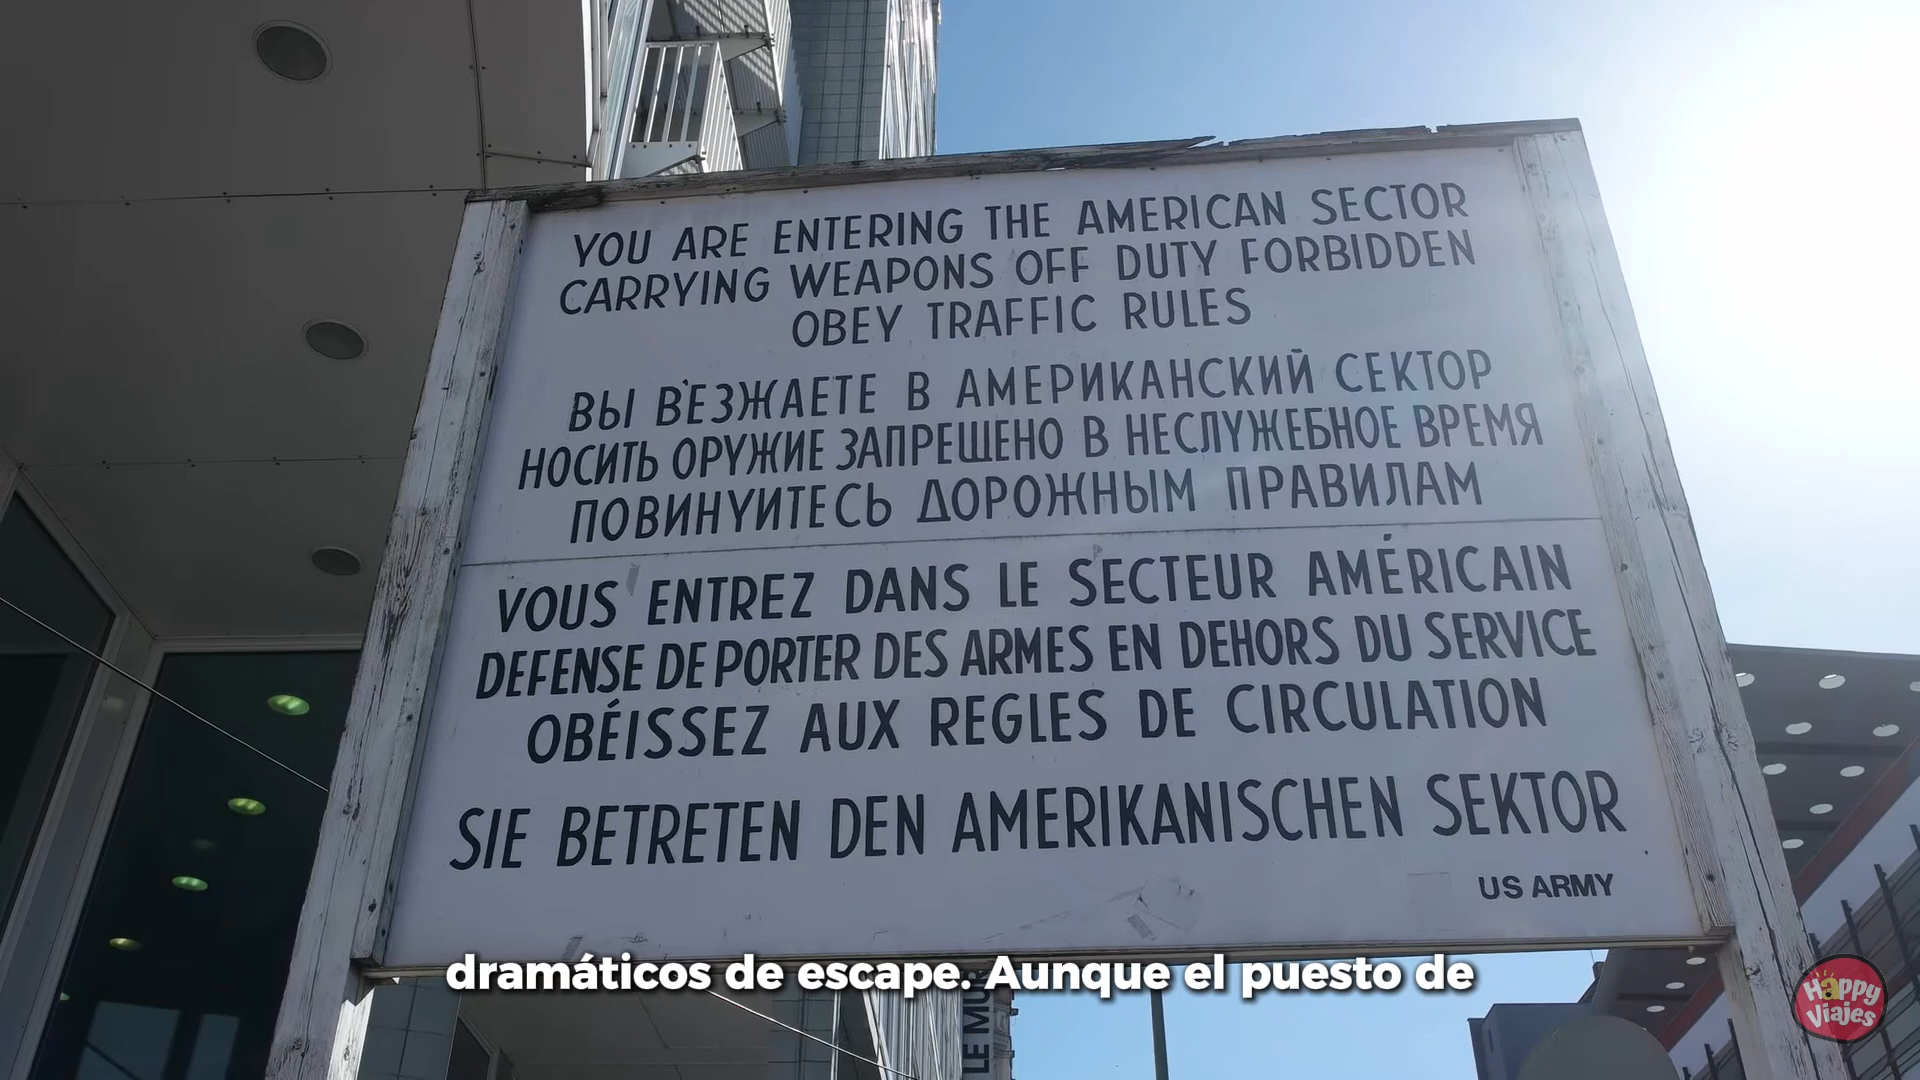 YOU ARE ENTERING THE AMERICAN SECTOR
CARRYING WEAPONS OFF DUTY FORBIDDEN
OBEY TRAFFIC RULES
ВЫ В'ЕЗЖАЕТЕ В АМЕРИКАНСКИЙ СЕКТОР
НОСИТЬ ОРУЖИЕ ЗАПРЕЩЕНО В НЕСЛУЖЕБНОЕ ВРЕМЯ
ПОВИНУИТЕСЬ ДОРОЖНЫМ ПРАВИЛАМ
VOUS ENTREZ DANS LE SECTEUR AMÉRICAIN
DEFENSE DE PORTER DES ARMES EN DEHORS DU SERVICE
OBÉISSEZ AUX REGLES DE CIRCULATION
SIE BETRETEN DEN AMERIKANISCHEN SEKTOR
US ARMY
dramáticos de escape. Aunque el puesto de
Happy
Viajes